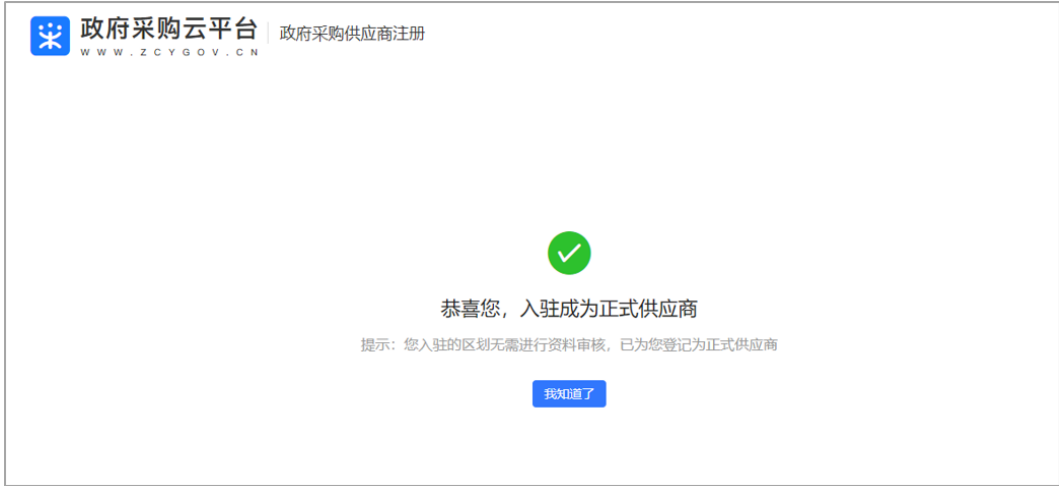 政府采购云平台 政府采购供应商注册
WWW.ZCYGOV.CN
恭喜您，入驻成为正式供应商
提示：您入驻的区划无需进行资料审核，已为您登记为正式供应商
我知道了